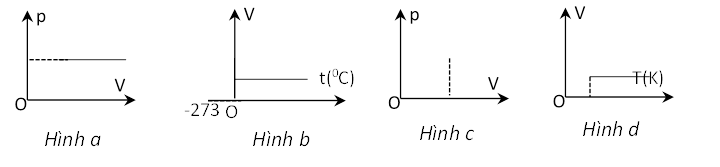 p
V
O
Hình a
V
t(⁰C)
-273 O
Hình b
p
V
O
Hình c
V
T(K)
O
Hình d